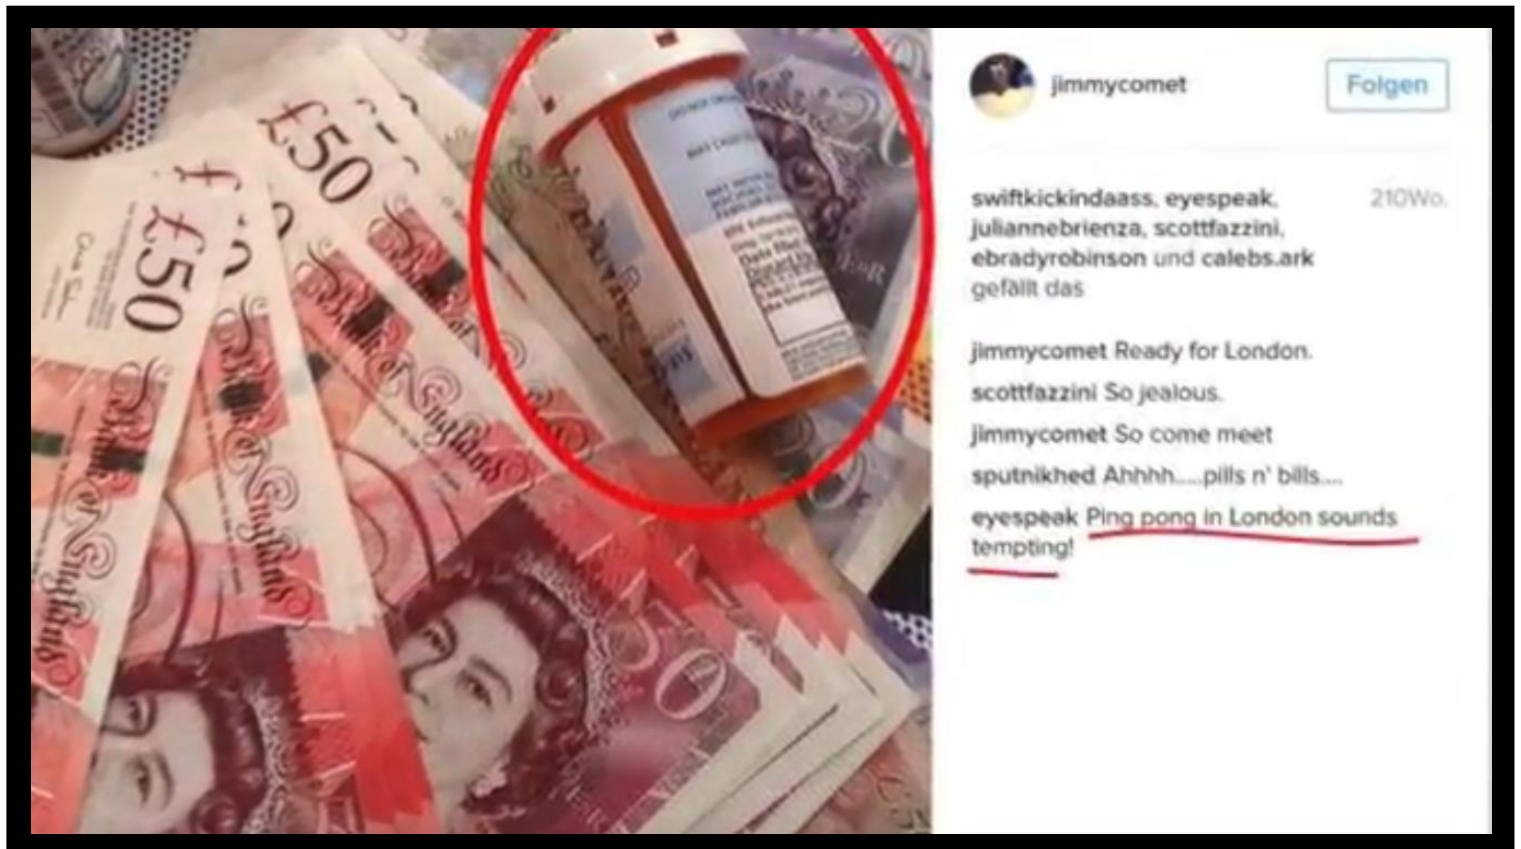 £50
£50
Bank of England
Bank of England
Bank of England
50
jimmycomet
Folgen
swiftkickindaass, eyespeak,
210Wo.
juliannebrienza, scottfazzini,
ebradyrobinson und calebs.ark
gefällt das
jimmycomet Ready for London.
scottfazzini So jealous.
jimmycomet So come meet
sputnikhed Ahhhh.....pills n' bills....
eyespeak Ping pong in London sounds
tempting!